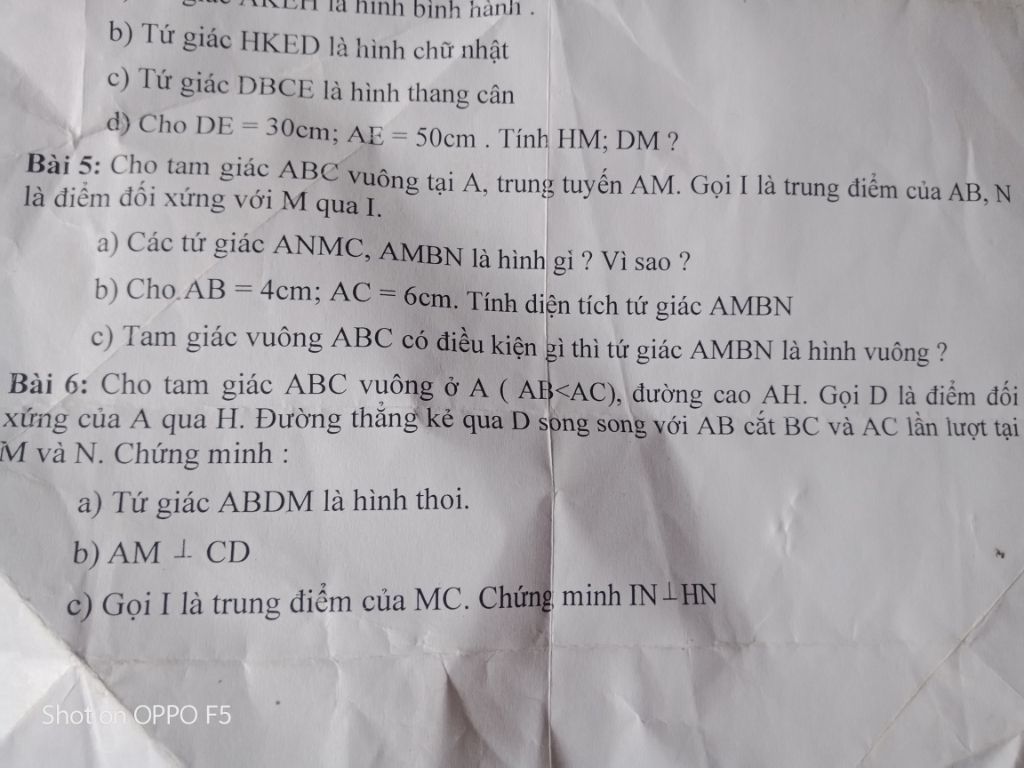 là hình bình hành .
b) Tứ giác HKED là hình chữ nhật
c) Tứ giác DBCE là hình thang cân
d) Cho DE = 30cm; AE = 50cm . Tính HM; DM ?
Bài 5: Cho tam giác ABC vuông tại A, trung tuyến AM. Gọi I là trung điểm của AB, N
là điểm đối xứng với M qua I.
a) Các tứ giác ANMC, AMBN là hình gì ? Vì sao ?
b) Cho AB = 4cm; AC = 6cm. Tính diện tích tứ giác AMBN
c) Tam giác vuông ABC có điều kiện gì thì tứ giác AMBN là hình vuông ?
Bài 6: Cho tam giác ABC vuông ở A ( AB<AC), đường cao AH. Gọi D là điểm đối
xứng của A qua H. Đường thẳng kẻ qua D song song với AB cắt BC và AC lần lượt tại
M và N. Chứng minh :
a) Tứ giác ABDM là hình thoi.
b) AM ⊥ CD
c) Gọi I là trung điểm của MC. Chứng minh IN⊥HN
Shot on OPPO F5